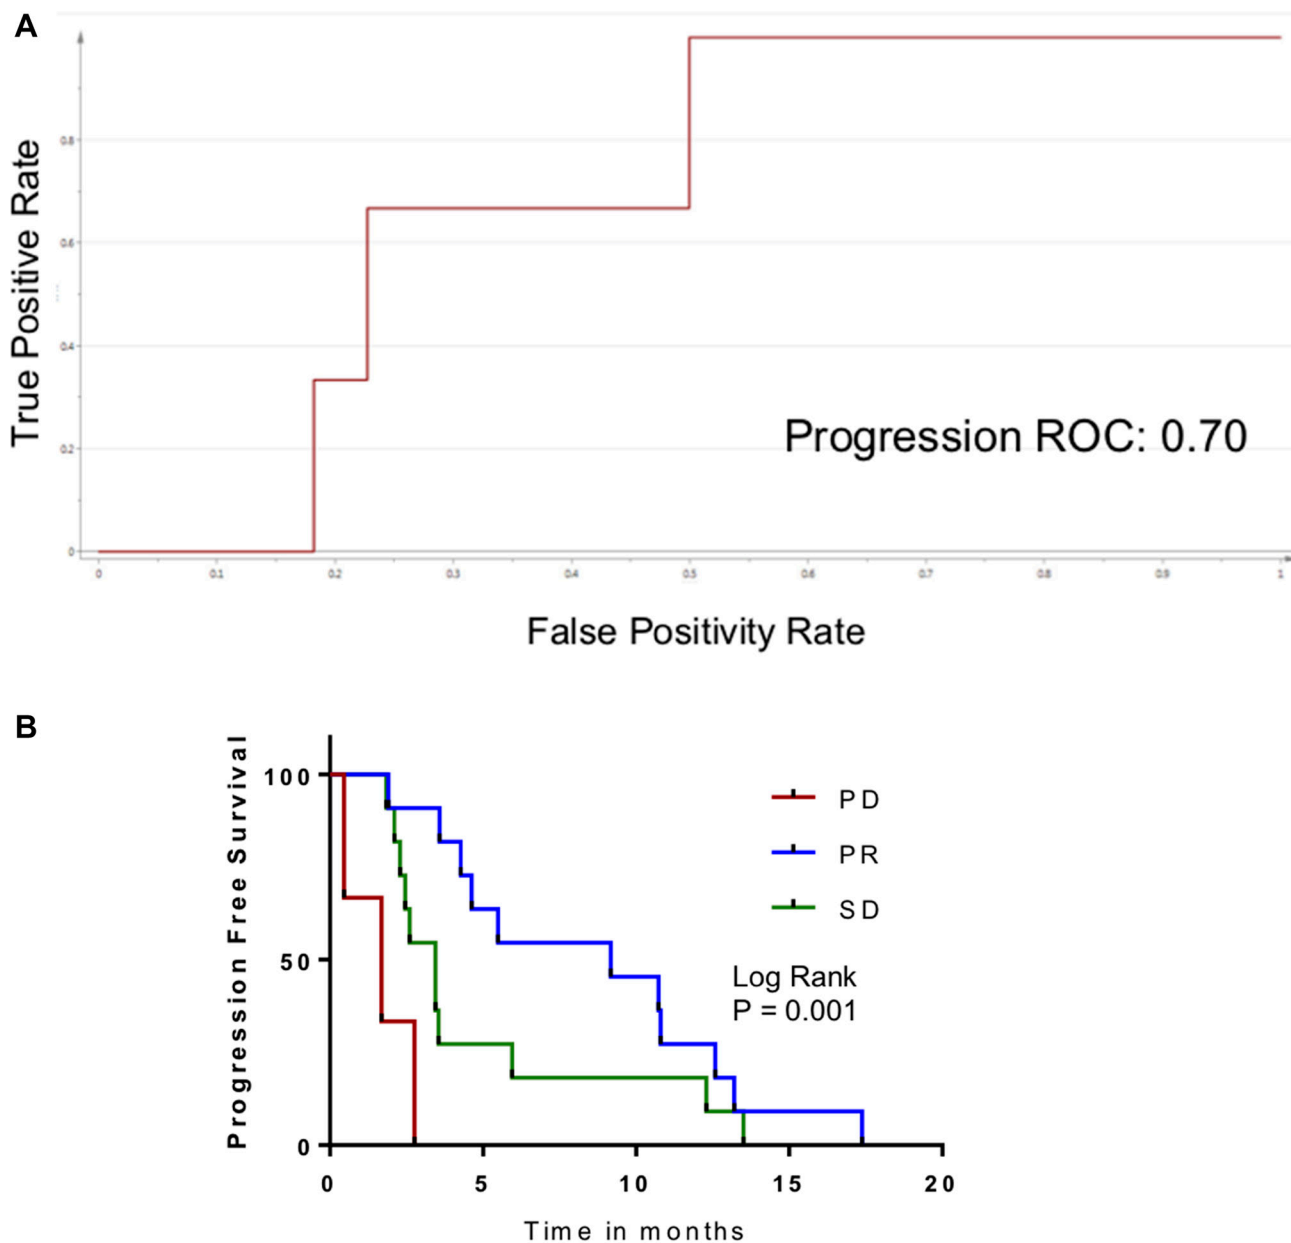 A
True Positive Rate
0.8
0.6
0.4
0.2
0
0 0.1 0.2 0.3 0.4 0.5 0.6 0.7 0.8 0.9 1
Progression ROC: 0.70
False Positivity Rate
B
Progression Free Survival
100
50
0
0 5 10 15 20
Time in months
PD
PR
SD
Log Rank
P = 0.001